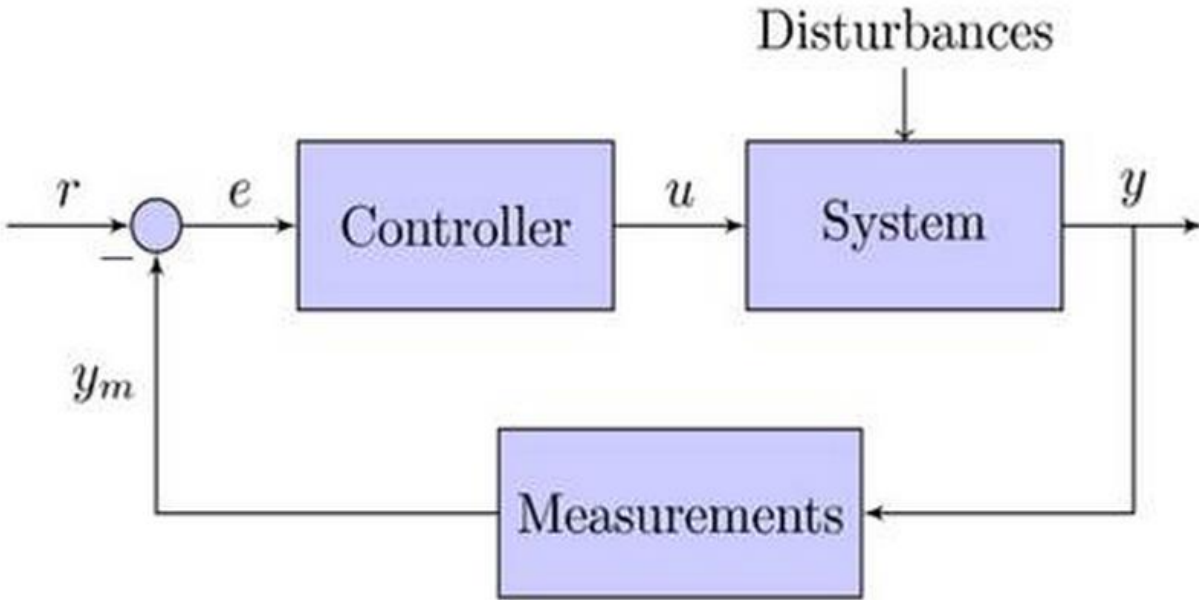 Disturbances
r
e
Controller
u
System
y
−
y_m
Measurements